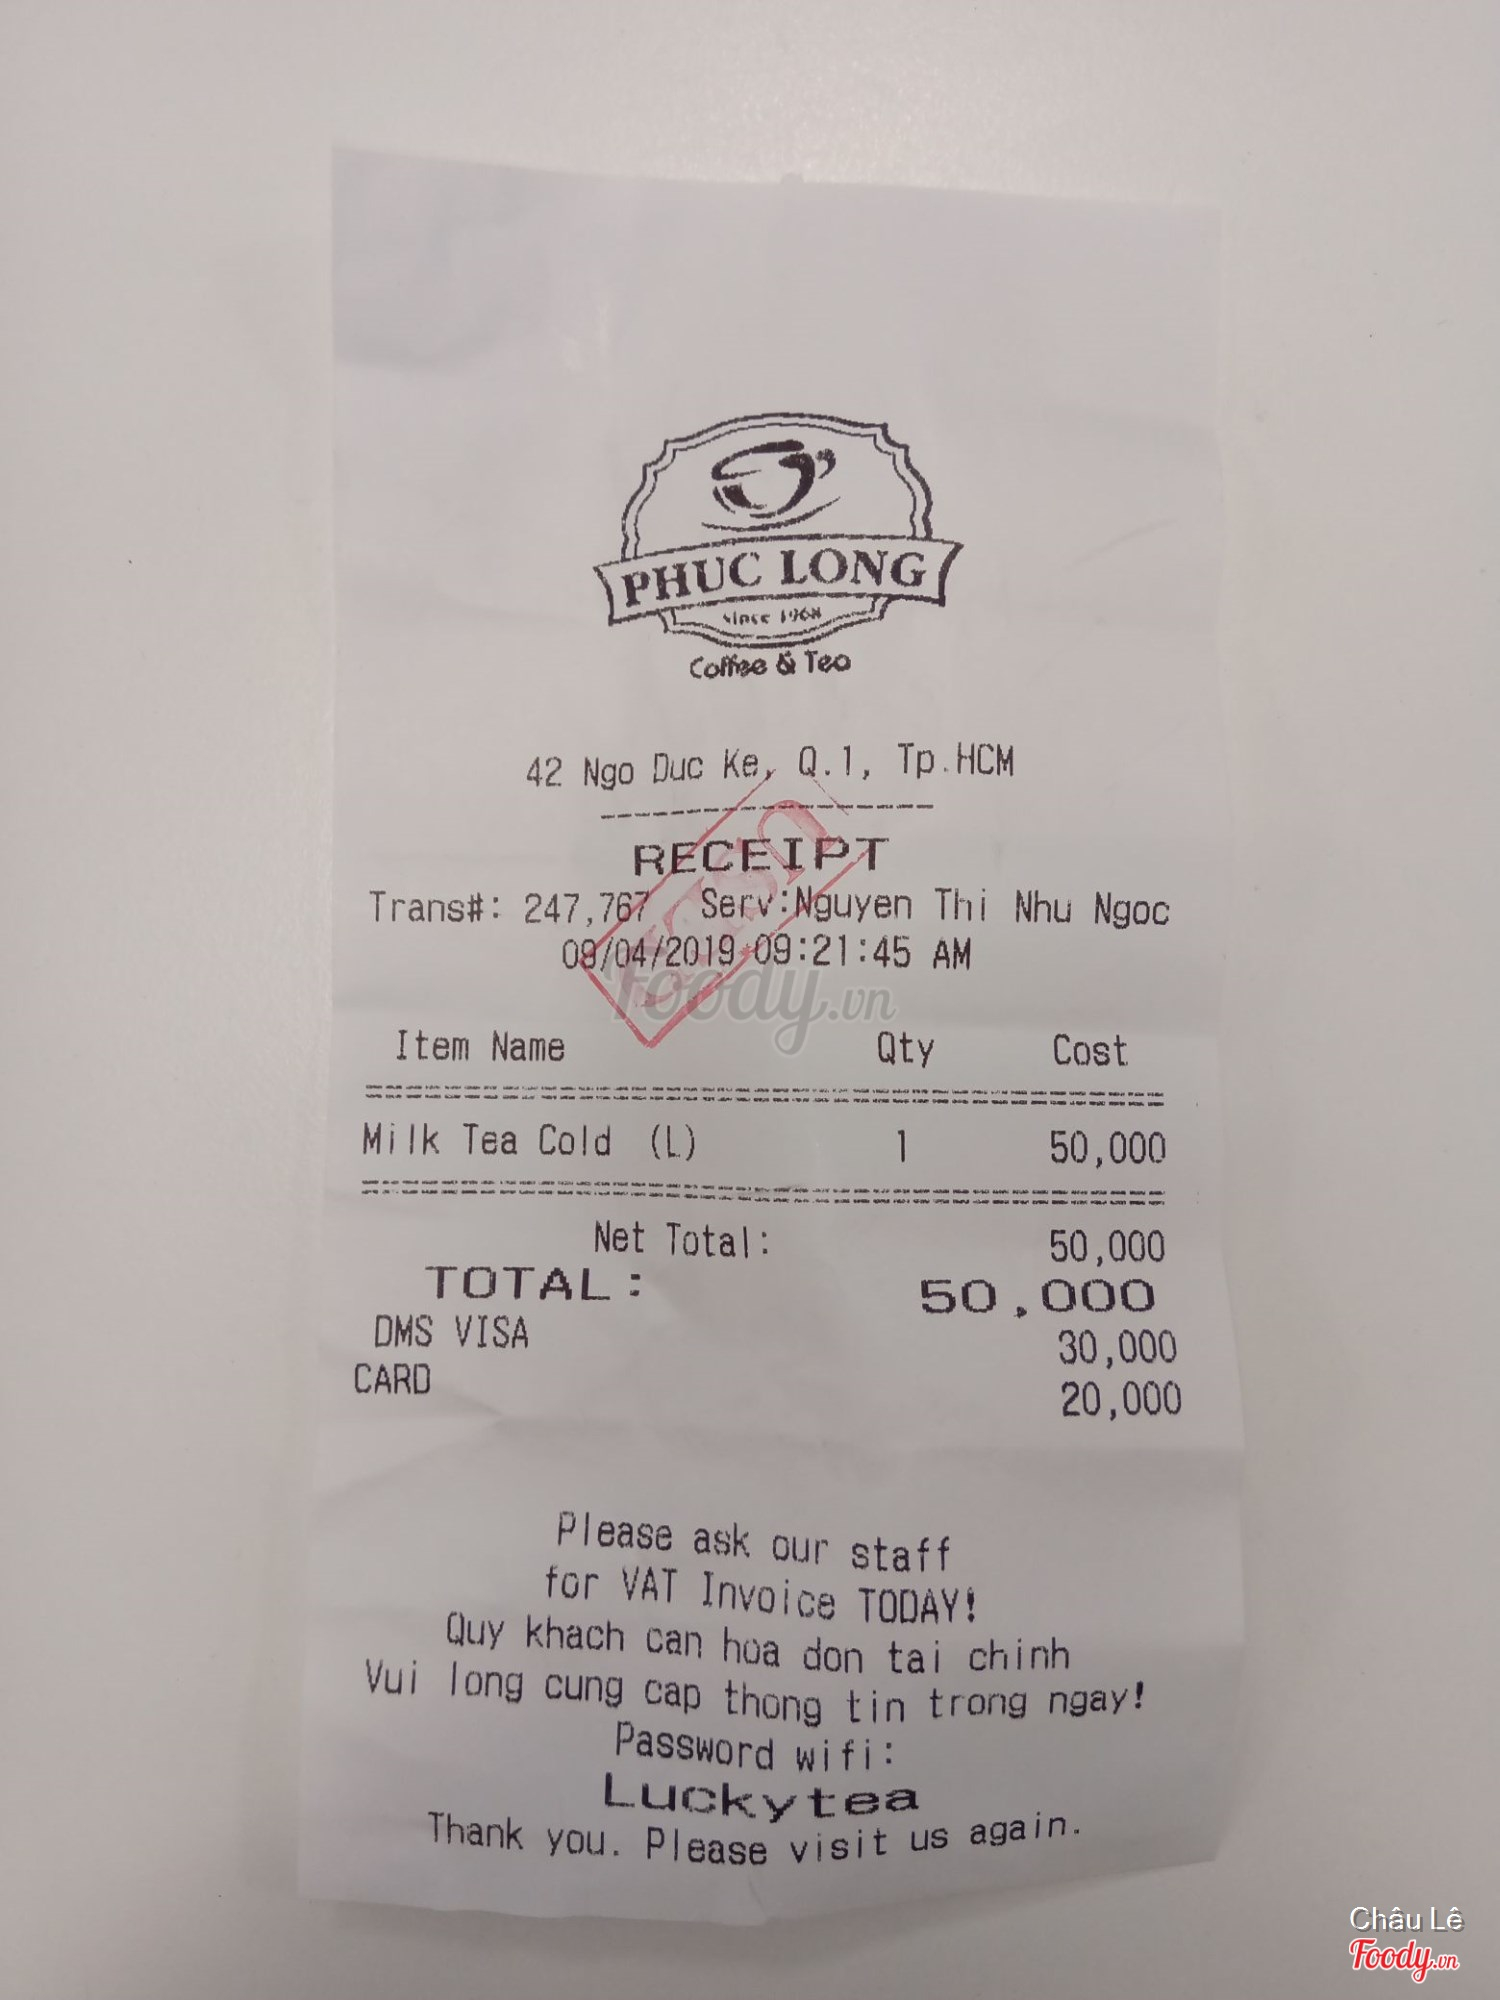 PHUC LONG
Since 1968
Coffee & Tea
42 Ngo Duc Ke, Q.1, Tp.HCM
RECEIPT
Trans#: 247,767 Serv:Nguyen Thi Nhu Ngoc
09/04/2019 09:21:45 AM
Foody.vn
Item Name Qty Cost
Milk Tea Cold (L) 1 50,000
Net Total: 50,000
TOTAL: 50,000
DMS VISA 30,000
CARD 20,000
Please ask our staff
for VAT Invoice TODAY!
Quy khach can hoa don tai chinh
Vui long cung cap thong tin trong ngay!
Password wifi:
Luckytea
Thank you. Please visit us again.
Châu Lê
Foody.vn